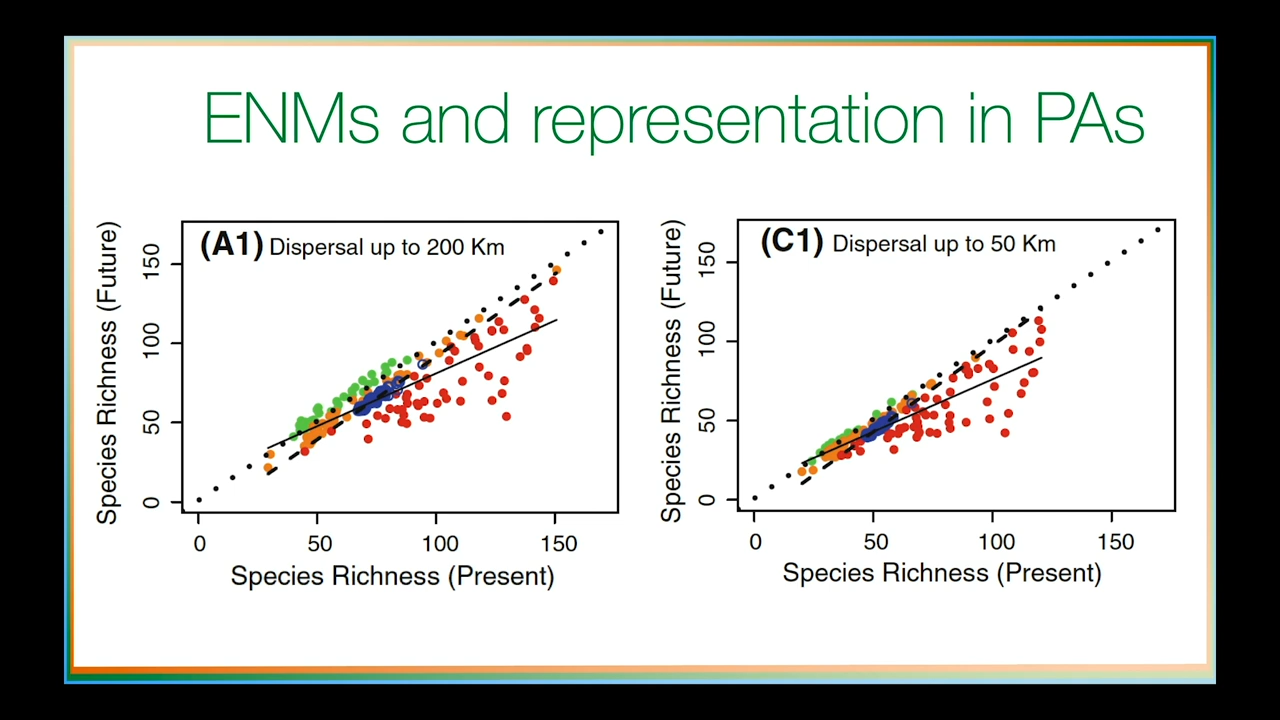 ENMs and representation in PAs
(A1) Dispersal up to 200 Km
Species Richness (Future)
150
100
50
0
0 50 100 150
Species Richness (Present)
(C1) Dispersal up to 50 Km
Species Richness (Future)
150
100
50
0
0 50 100 150
Species Richness (Present)